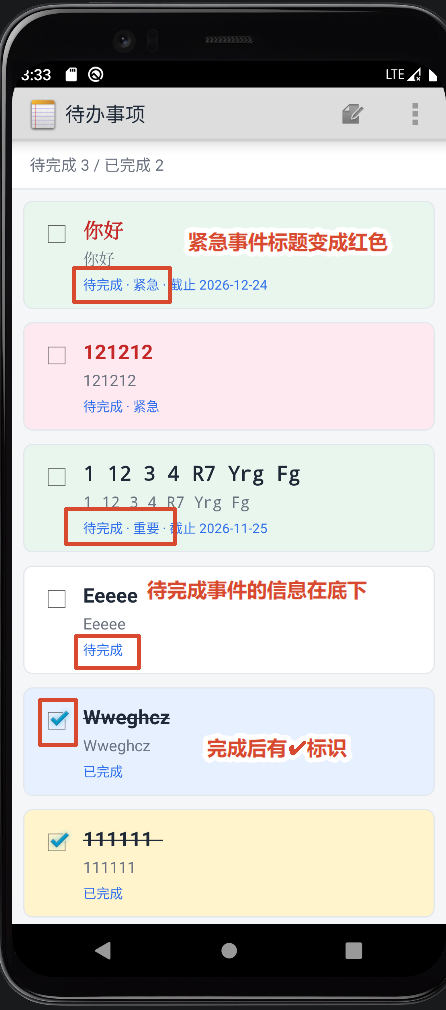 3:33
LTE
待办事项
待完成 3 / 已完成 2
你好
紧急事件标题变成红色
你好
待完成 · 紧急 · 截止 2026-12-24
121212
121212
待完成 · 紧急
1 12 3 4 R7 Yrg Fg
1 12 3 4 R7 Yrg Fg
待完成 · 重要 · 截止 2026-11-25
Eeeee
待完成事件的信息在底下
Eeeee
待完成
Wweghcz
Wweghcz
完成后有✔标识
已完成
111111
111111
已完成